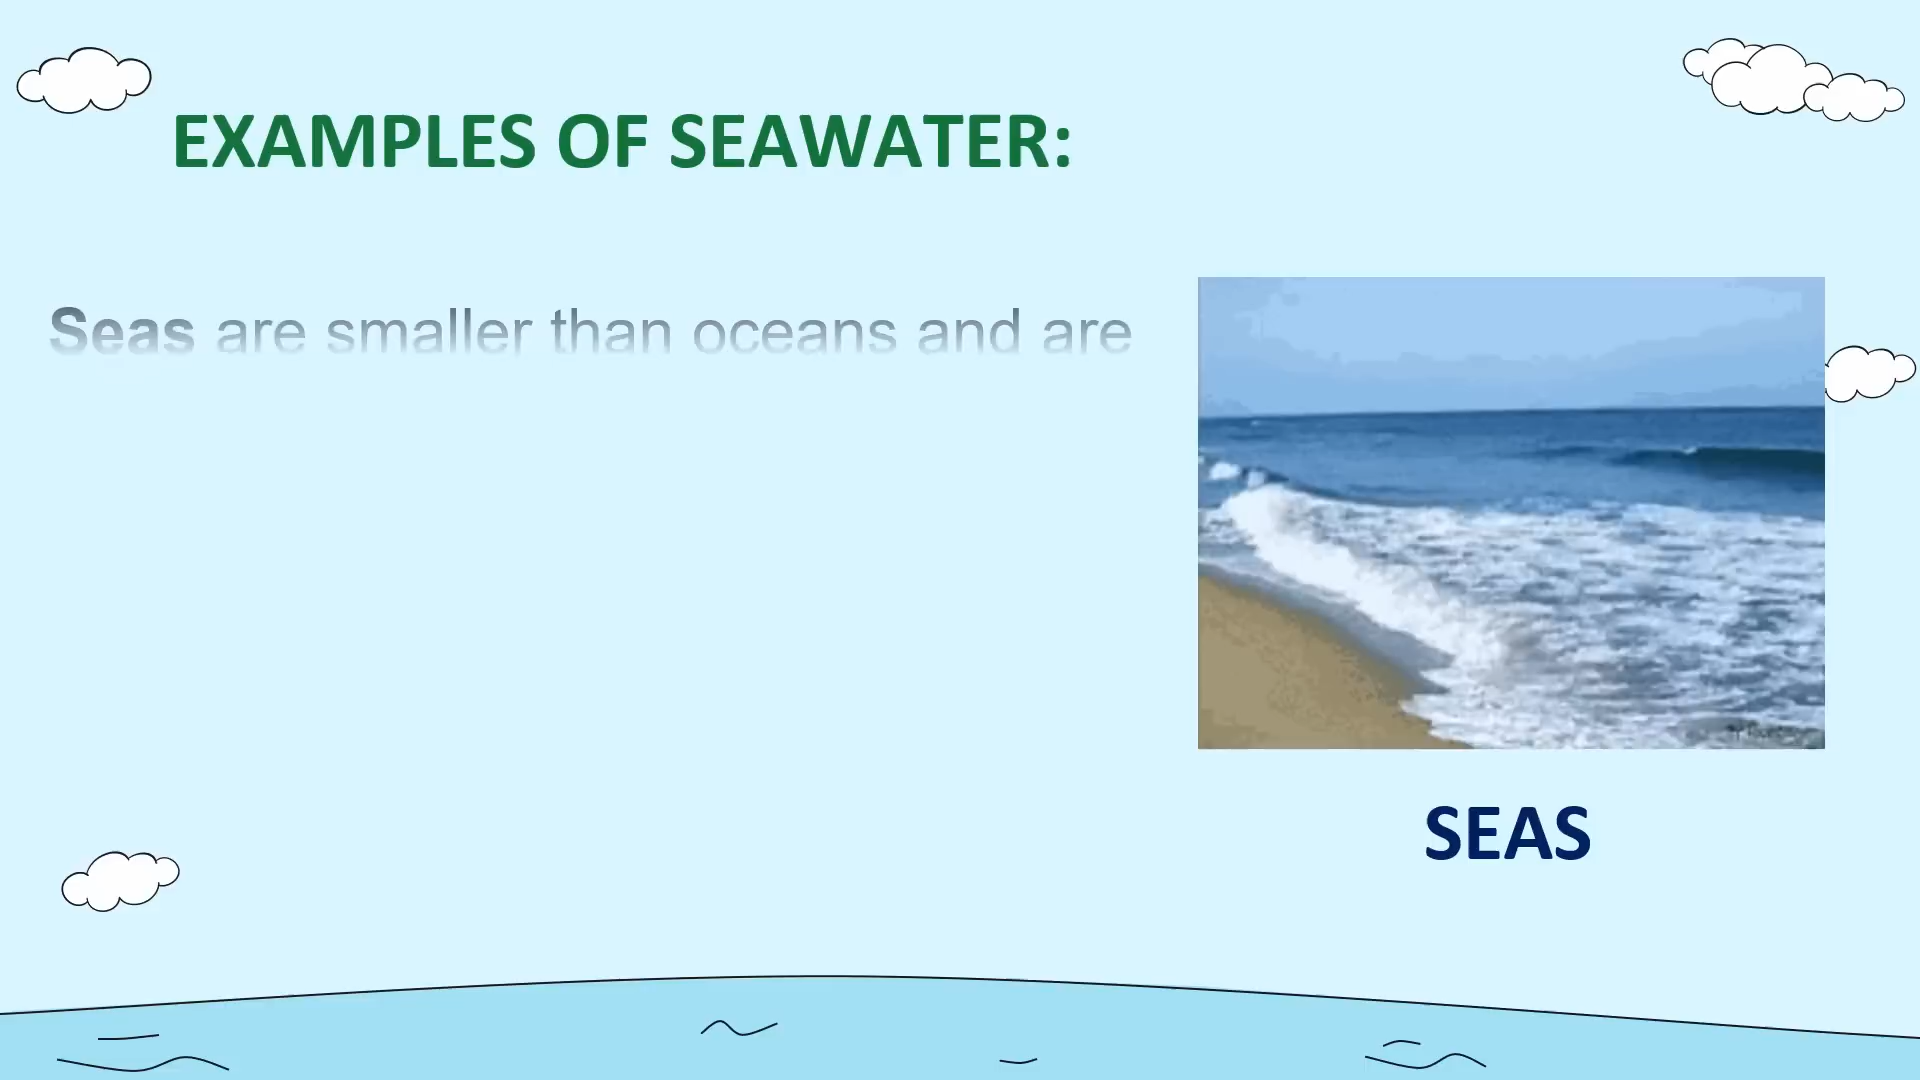 EXAMPLES OF SEAWATER:
Seas are smaller than oceans and are
SEAS